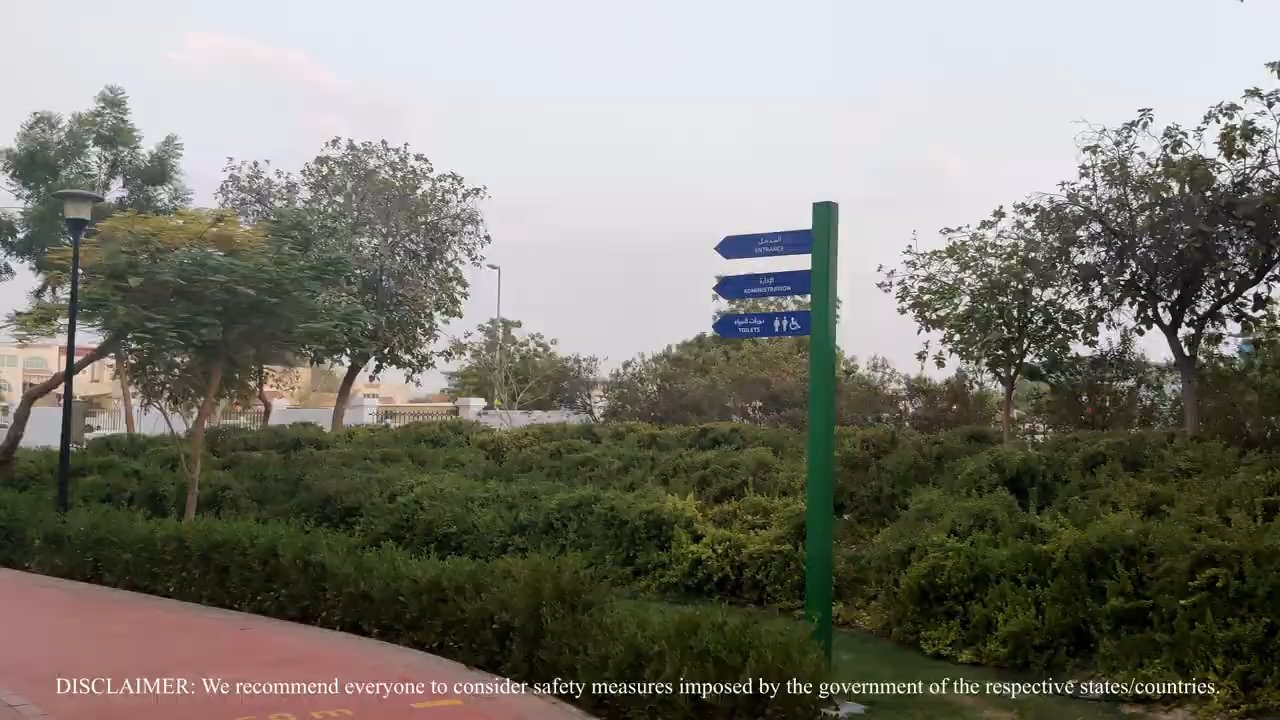 المدخل
ENTRANCE
الإدارة
ADMINISTRATION
دورات المياه
TOILETS
DISCLAIMER: We recommend everyone to consider safety measures imposed by the government of the respective states/countries.